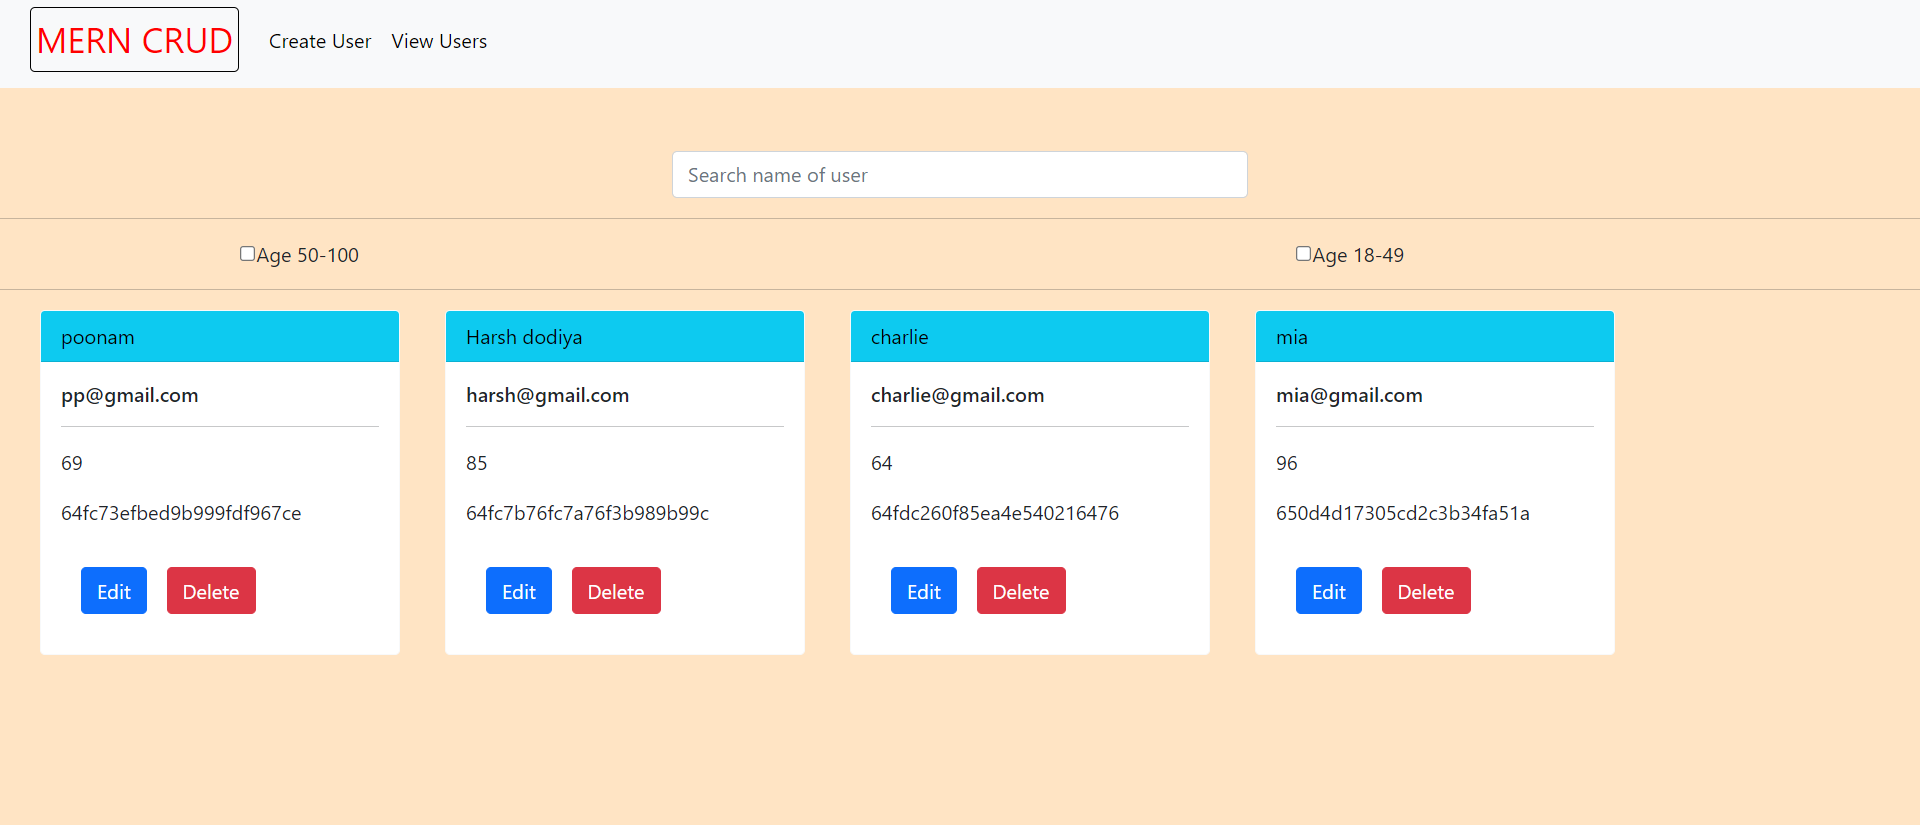 MERN CRUD Create User View Users
Search name of user
Age 50-100 Age 18-49
poonam
pp@gmail.com
69
64fc73efbed9b999fdf967ce
Edit Delete
Harsh dodiya
harsh@gmail.com
85
64fc7b76fc7a76f3b989b99c
Edit Delete
charlie
charlie@gmail.com
64
64fdc260f85ea4e540216476
Edit Delete
mia
mia@gmail.com
96
650d4d17305cd2c3b34fa51a
Edit Delete